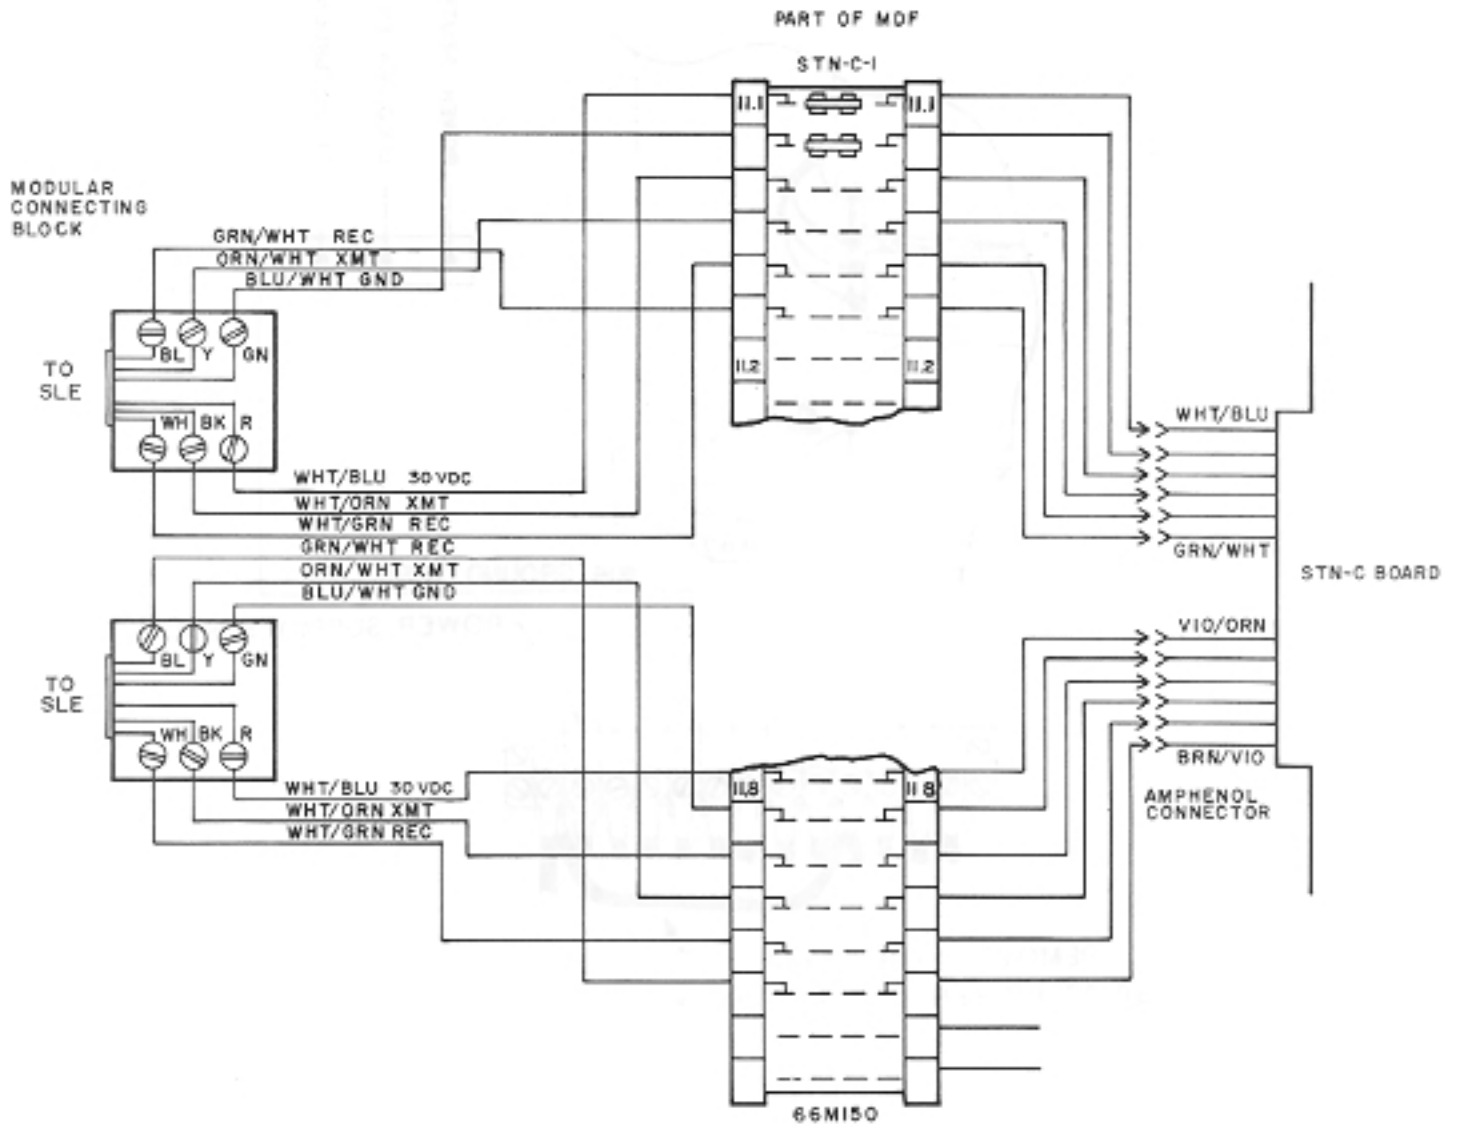 PART OF MDF
STN-C-1
11.1 11.1
MODULAR
CONNECTING
BLOCK
GRN/WHT REC
ORN/WHT XMT
BLU/WHT GND
BL Y GN
TO
SLE
WH BK R
11.2 11.2
WHT/BLU 30 VDC
WHT/ORN XMT
WHT/GRN REC
WHT/BLU
GRN/WHT
STN-C BOARD
GRN/WHT REC
ORN/WHT XMT
BLU/WHT GND
BL Y GN
TO
SLE
WH BK R
VIO/ORN
BRN/VIO
AMPHENOL
CONNECTOR
WHT/BLU 30 VDC
WHT/ORN XMT
WHT/GRN REC
11.8 11 8
66M150